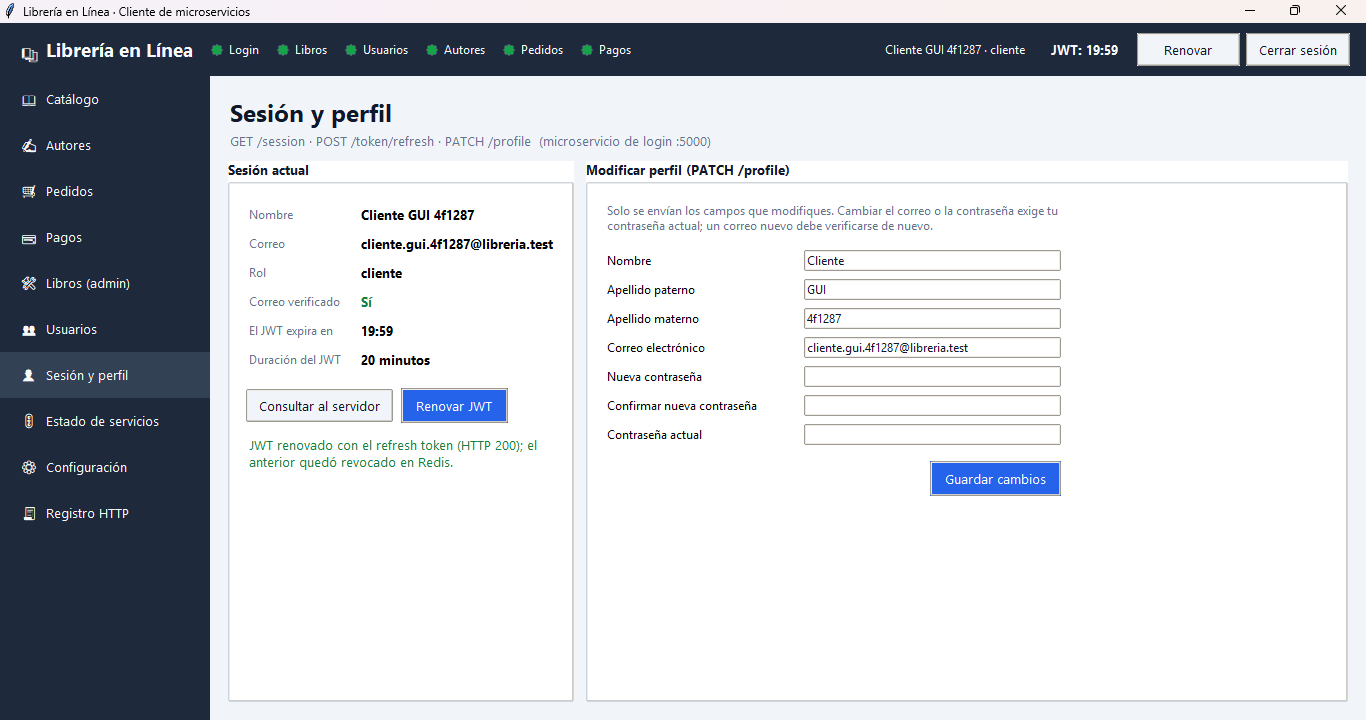 Librería en Línea · Cliente de microservicios
Librería en Línea
Login
Libros
Usuarios
Autores
Pedidos
Pagos
Cliente GUI 4f1287 · cliente
JWT: 19:59
Renovar
Cerrar sesión
Catálogo
Autores
Pedidos
Pagos
Libros (admin)
Usuarios
Sesión y perfil
Estado de servicios
Configuración
Registro HTTP
Sesión y perfil
GET /session · POST /token/refresh · PATCH /profile (microservicio de login :5000)
Sesión actual
Nombre Cliente GUI 4f1287
Correo cliente.gui.4f1287@libreria.test
Rol cliente
Correo verificado Sí
El JWT expira en 19:59
Duración del JWT 20 minutos
Consultar al servidor
Renovar JWT
JWT renovado con el refresh token (HTTP 200); el
anterior quedó revocado en Redis.
Modificar perfil (PATCH /profile)
Solo se envían los campos que modifiques. Cambiar el correo o la contraseña exige tu
contraseña actual; un correo nuevo debe verificarse de nuevo.
Nombre Cliente
Apellido paterno GUI
Apellido materno 4f1287
Correo electrónico cliente.gui.4f1287@libreria.test
Nueva contraseña
Confirmar nueva contraseña
Contraseña actual
Guardar cambios